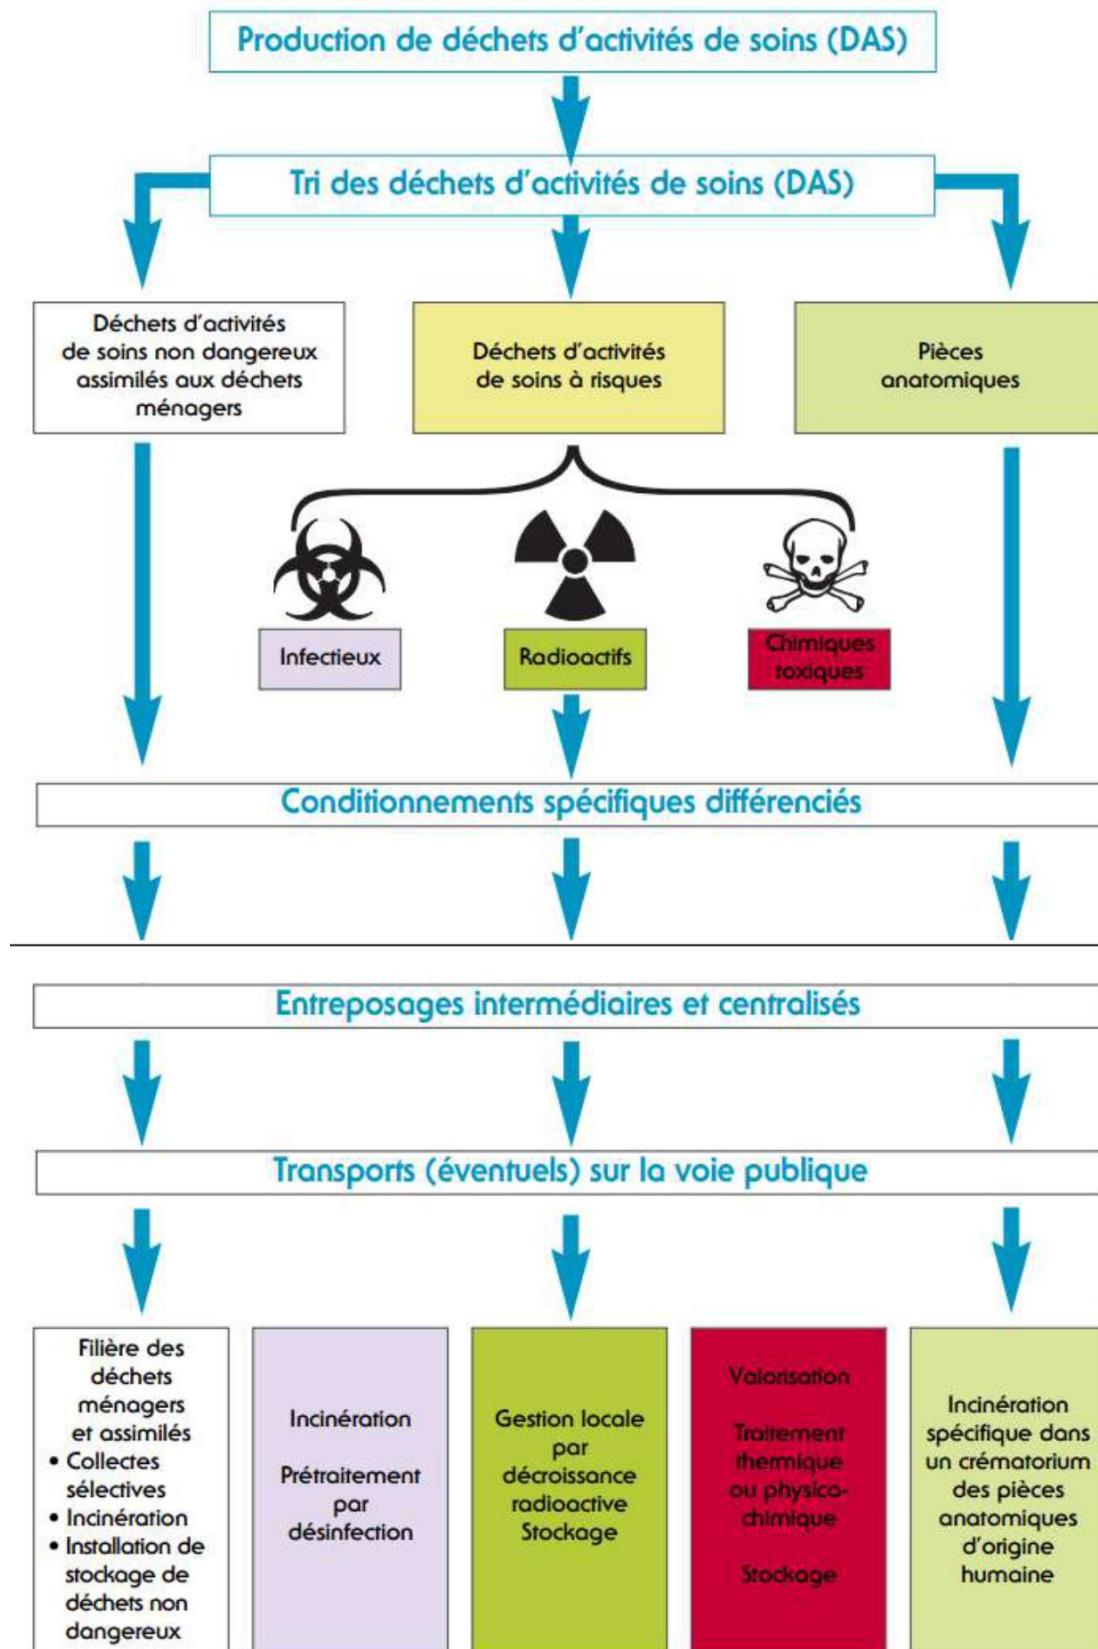 Production de déchets d'activités de soins (DAS)
Tri des déchets d'activités de soins (DAS)
Déchets d'activités
de soins non dangereux
assimilés aux déchets
ménagers
Déchets d'activités
de soins à risques
Pièces
anatomiques
Infectieux
Radioactifs
Chimiques
toxiques
Conditionnements spécifiques différenciés
Entreposages intermédiaires et centralisés
Transports (éventuels) sur la voie publique
Filière des
déchets
ménagers
et assimilés
• Collectes
sélectives
• Incinération
• Installation de
stockage de
déchets non
dangereux
Incinération
Prétraitement
par
désinfection
Gestion locale
par
décroissance
radioactive
Stockage
Valorisation
Traitement
thermique
ou physico-
chimique
Stockage
Incinération
spécifique dans
un crématorium
des pièces
anatomiques
d'origine
humaine